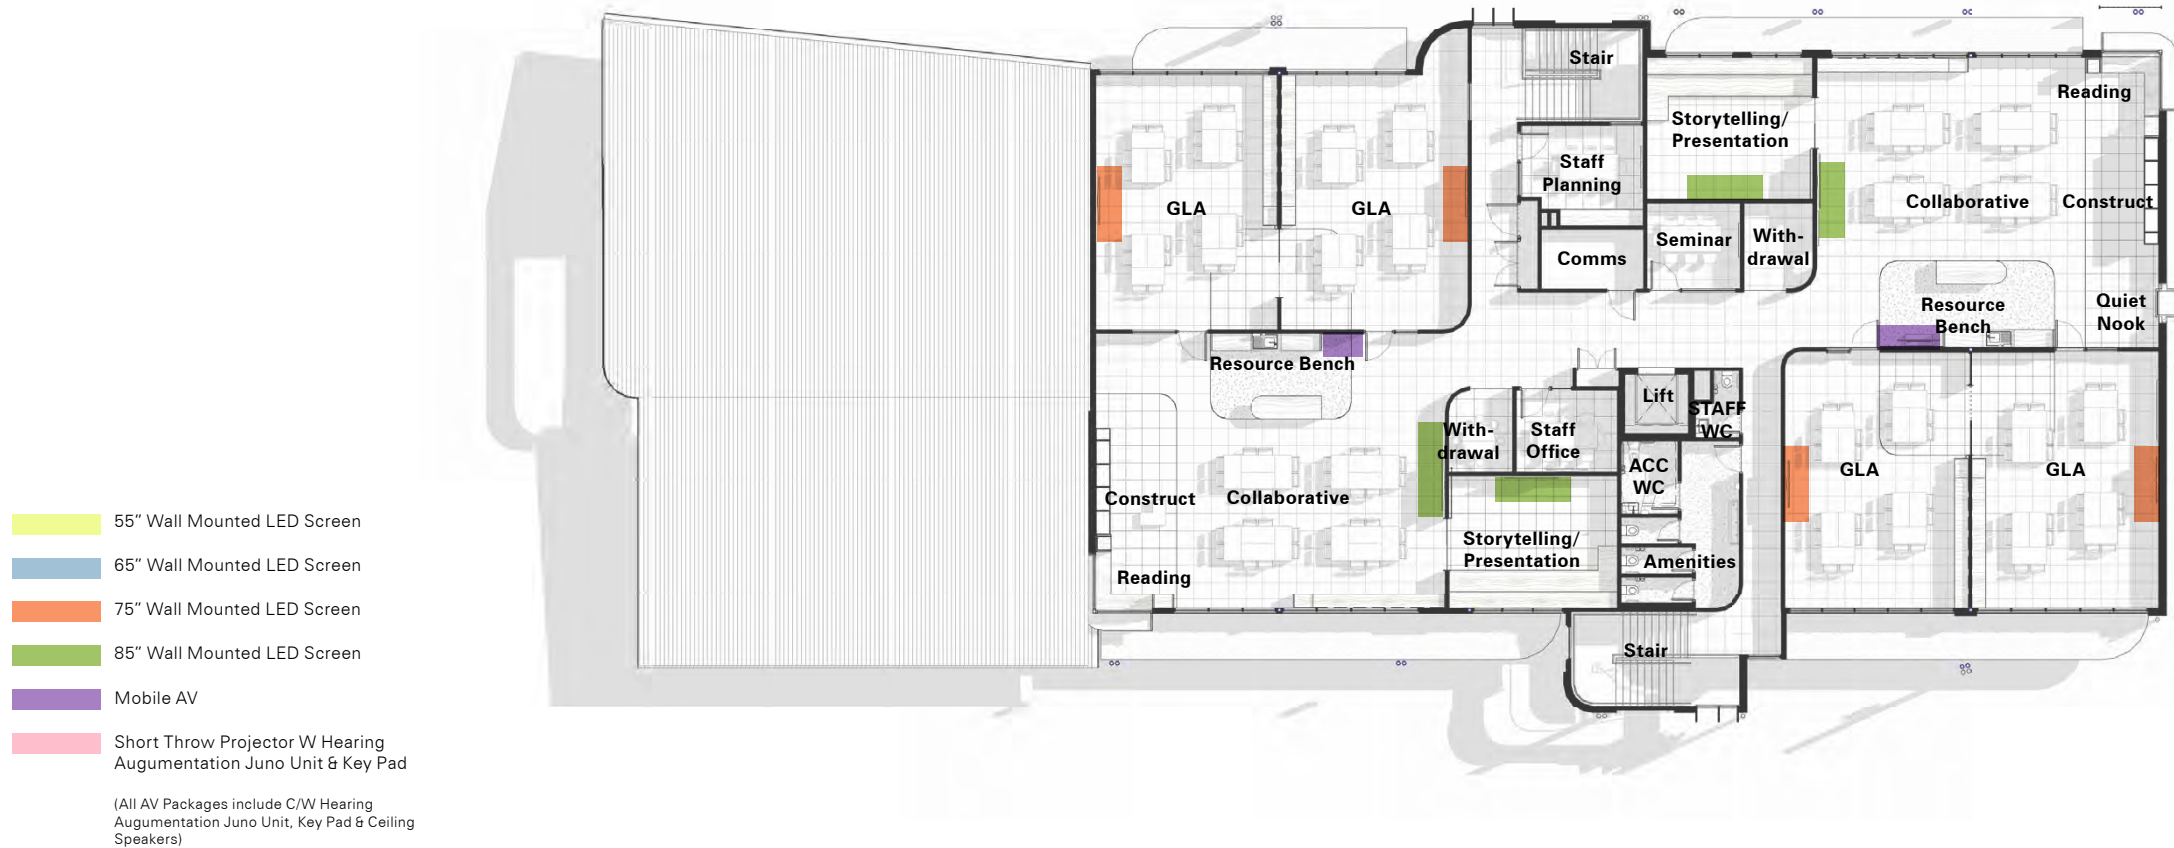 Stair
Reading
Storytelling/
Presentation
Staff
Planning
GLA
GLA
Collaborative
Construct
Seminar
With-
drawal
Comms
Resource
Bench
Quiet
Nook
Resource Bench
Lift
STAFF
WC
With-
drawal
Staff
Office
ACC
WC
GLA
GLA
Construct
Collaborative
Storytelling/
Presentation
Amenities
Reading
Stair
55” Wall Mounted LED Screen
65” Wall Mounted LED Screen
75” Wall Mounted LED Screen
85” Wall Mounted LED Screen
Mobile AV
Short Throw Projector W Hearing
Augumentation Juno Unit & Key Pad
(All AV Packages include C/W Hearing
Augumentation Juno Unit, Key Pad & Ceiling
Speakers)